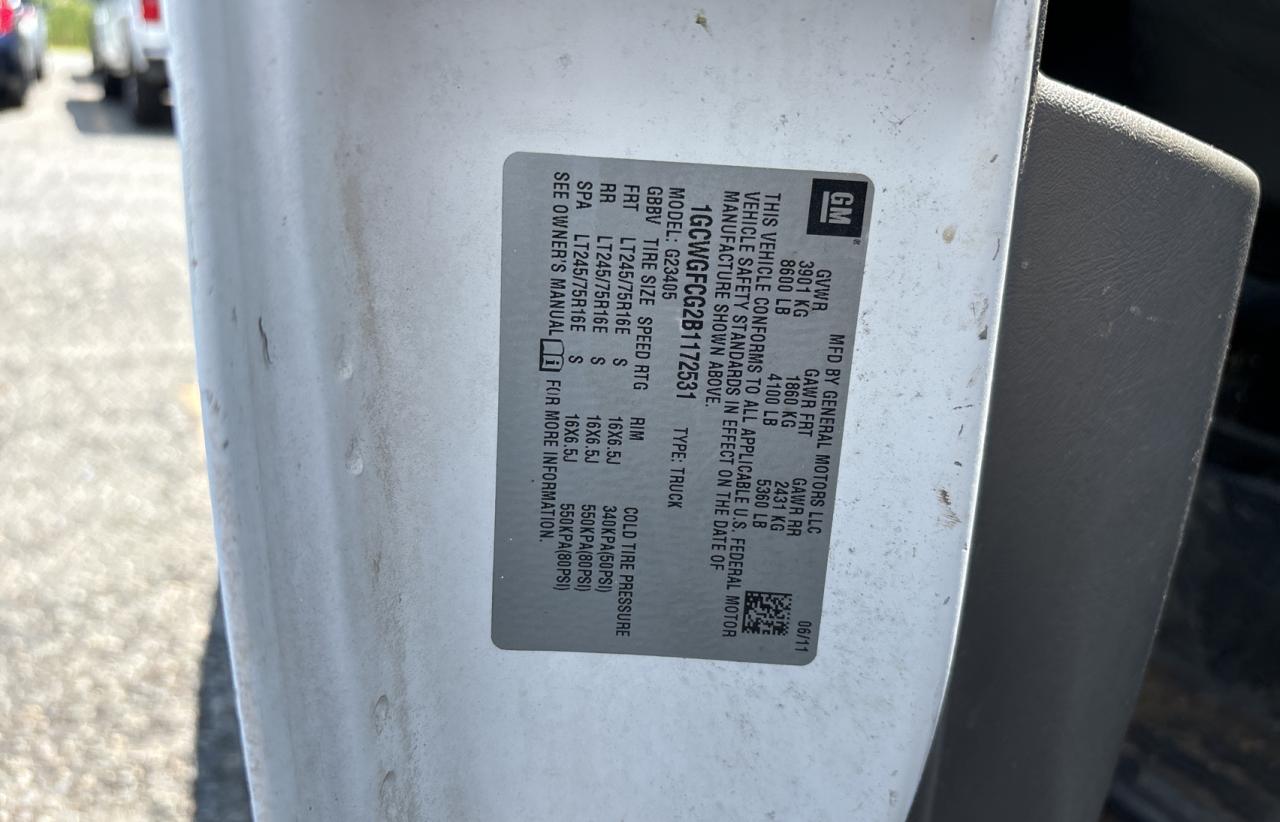 GM
MFD BY GENERAL MOTORS LLC 06/11
GVWR GAWR FRT GAWR RR
3901 KG 1860 KG 2431 KG
8600 LB 4100 LB 5360 LB
THIS VEHICLE CONFORMS TO ALL APPLICABLE U.S. FEDERAL MOTOR
VEHICLE SAFETY STANDARDS IN EFFECT ON THE DATE OF
MANUFACTURE SHOWN ABOVE.
1GCWGFCG2B1172531 TYPE: TRUCK
MODEL: G23405
GBBV TIRE SIZE SPEED RTG RIM COLD TIRE PRESSURE
FRT LT245/75R16E S 16X6.5J 340KPA(50PSI)
RR LT245/75R16E S 16X6.5J 550KPA(80PSI)
SPA LT245/75R16E S 16X6.5J 550KPA(80PSI)
SEE OWNER'S MANUAL FOR MORE INFORMATION.